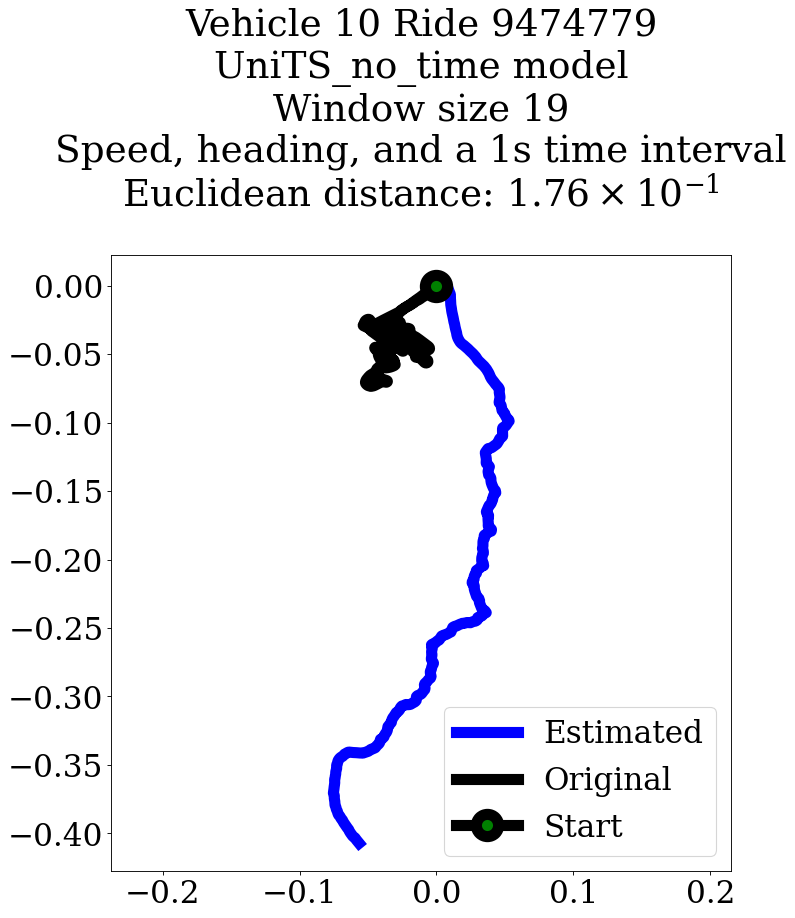 Vehicle 10 Ride 9474779
UniTS_no_time model
Window size 19
Speed, heading, and a 1s time interval
Euclidean distance: 1.76 × 10⁻¹
0.00
−0.05
−0.10
−0.15
−0.20
−0.25
−0.30
−0.35
−0.40
Estimated
Original
Start
−0.2
−0.1
0.0
0.1
0.2